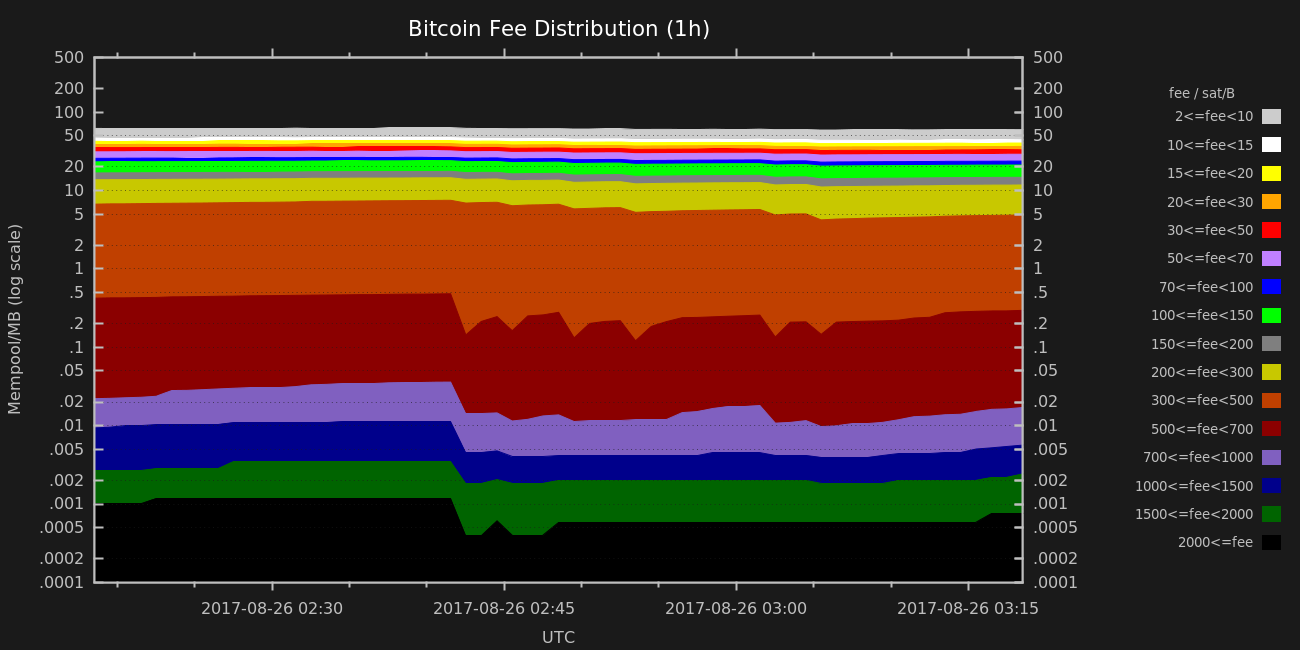 Bitcoin Fee Distribution (1h)
Mempool/MB (log scale)
500
200
100
50
20
10
5
2
1
.5
.2
.1
.05
.02
.01
.005
.002
.001
.0005
.0002
.0001
500
200
100
50
20
10
5
2
1
.5
.2
.1
.05
.02
.01
.005
.002
.001
.0005
.0002
.0001
2017-08-26 02:30
2017-08-26 02:45
2017-08-26 03:00
2017-08-26 03:15
UTC
fee / sat/B
2<=fee<10
10<=fee<15
15<=fee<20
20<=fee<30
30<=fee<50
50<=fee<70
70<=fee<100
100<=fee<150
150<=fee<200
200<=fee<300
300<=fee<500
500<=fee<700
700<=fee<1000
1000<=fee<1500
1500<=fee<2000
2000<=fee